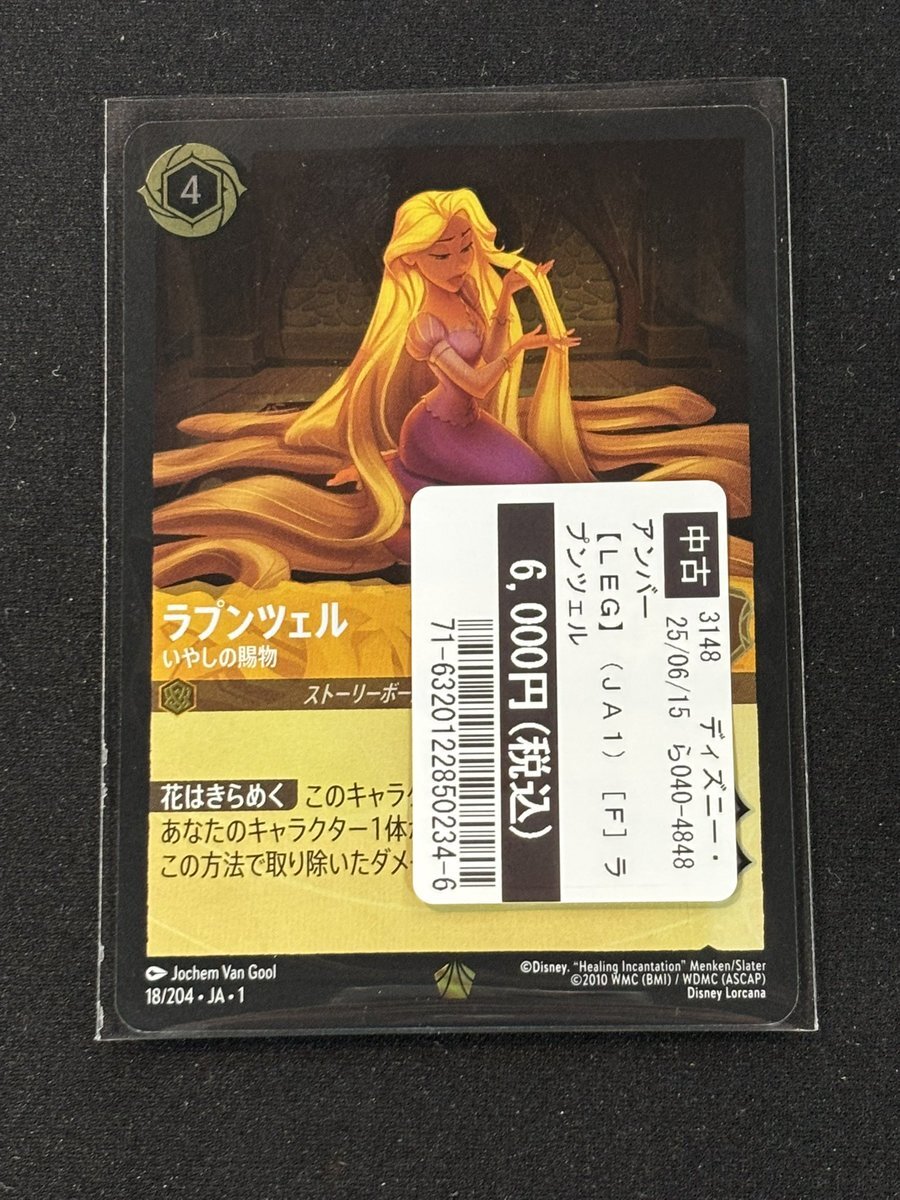 4
ラプンツェル
いやしの賜物
ストーリーボー
花はきらめく このキャラ
あなたのキャラクター1体
この方法で取り除いたダメ
Jochem Van Gool
18/204・JA・1
©Disney. "Healing Incantation" Menken/Slater
©2010 WMC (BMI) / WDMC (ASCAP)
Disney Lorcana
中古
3148 ディズニー・
25/06/15 ら040-4848
アンバー
【LEG】 (JA1) [F] ラ
プンツェル
6,000円(税込)
71-6320122850234-6